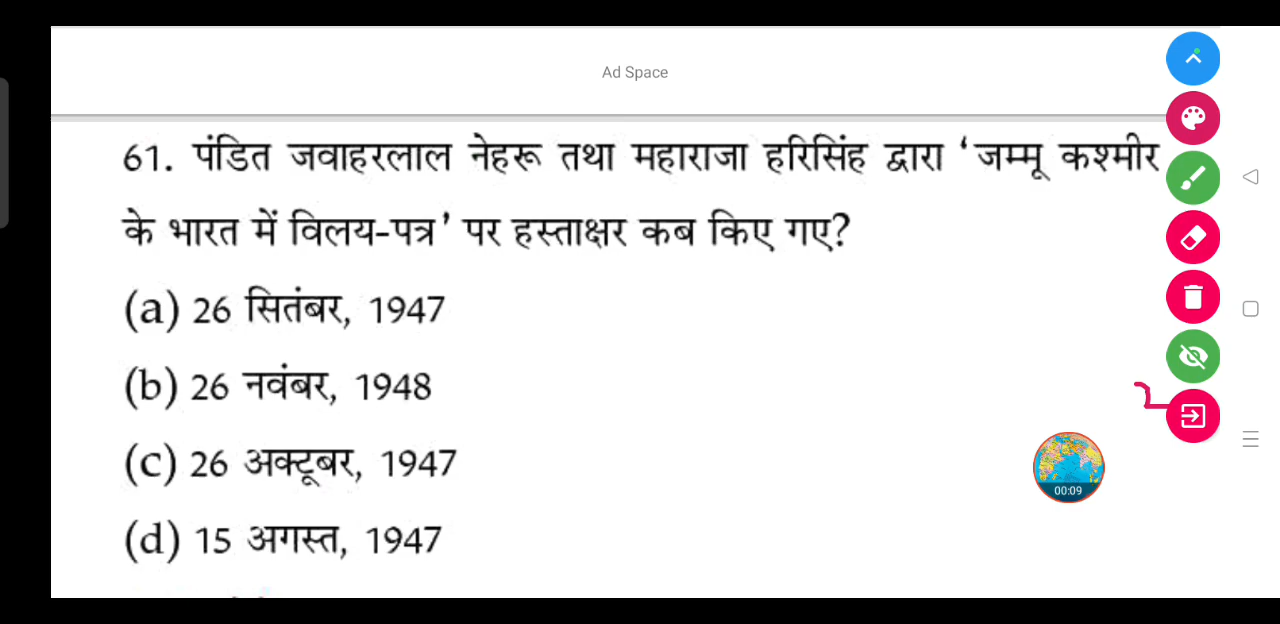 Ad Space
61. पंडित जवाहरलाल नेहरू तथा महाराजा हरिसिंह द्वारा ‘जम्मू कश्मीर
के भारत में विलय-पत्र’ पर हस्ताक्षर कब किए गए?
(a) 26 सितंबर, 1947
(b) 26 नवंबर, 1948
(c) 26 अक्टूबर, 1947
00:09
(d) 15 अगस्त, 1947